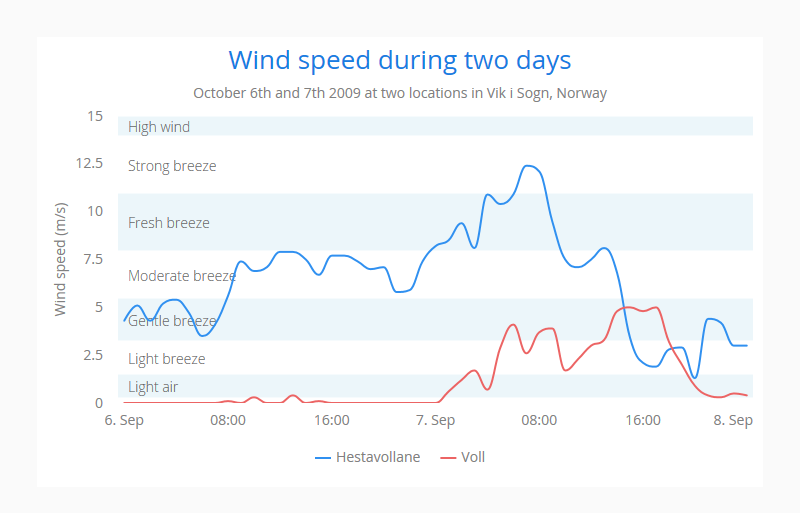 Wind speed during two days
October 6th and 7th 2009 at two locations in Vik i Sogn, Norway
Wind speed (m/s)
15
High wind
12.5
Strong breeze
10
Fresh breeze
7.5
Moderate breeze
5
Gentle breeze
2.5
Light breeze
Light air
0
6. Sep 08:00 16:00 7. Sep 08:00 16:00 8. Sep
Hestavollane Voll